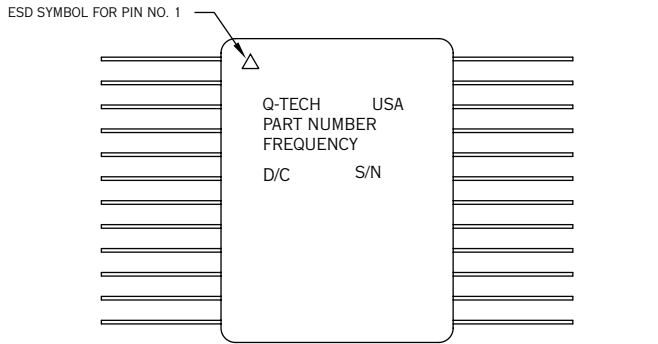 ESD SYMBOL FOR PIN NO. 1
Q-TECH USA
PART NUMBER
FREQUENCY
D/C S/N